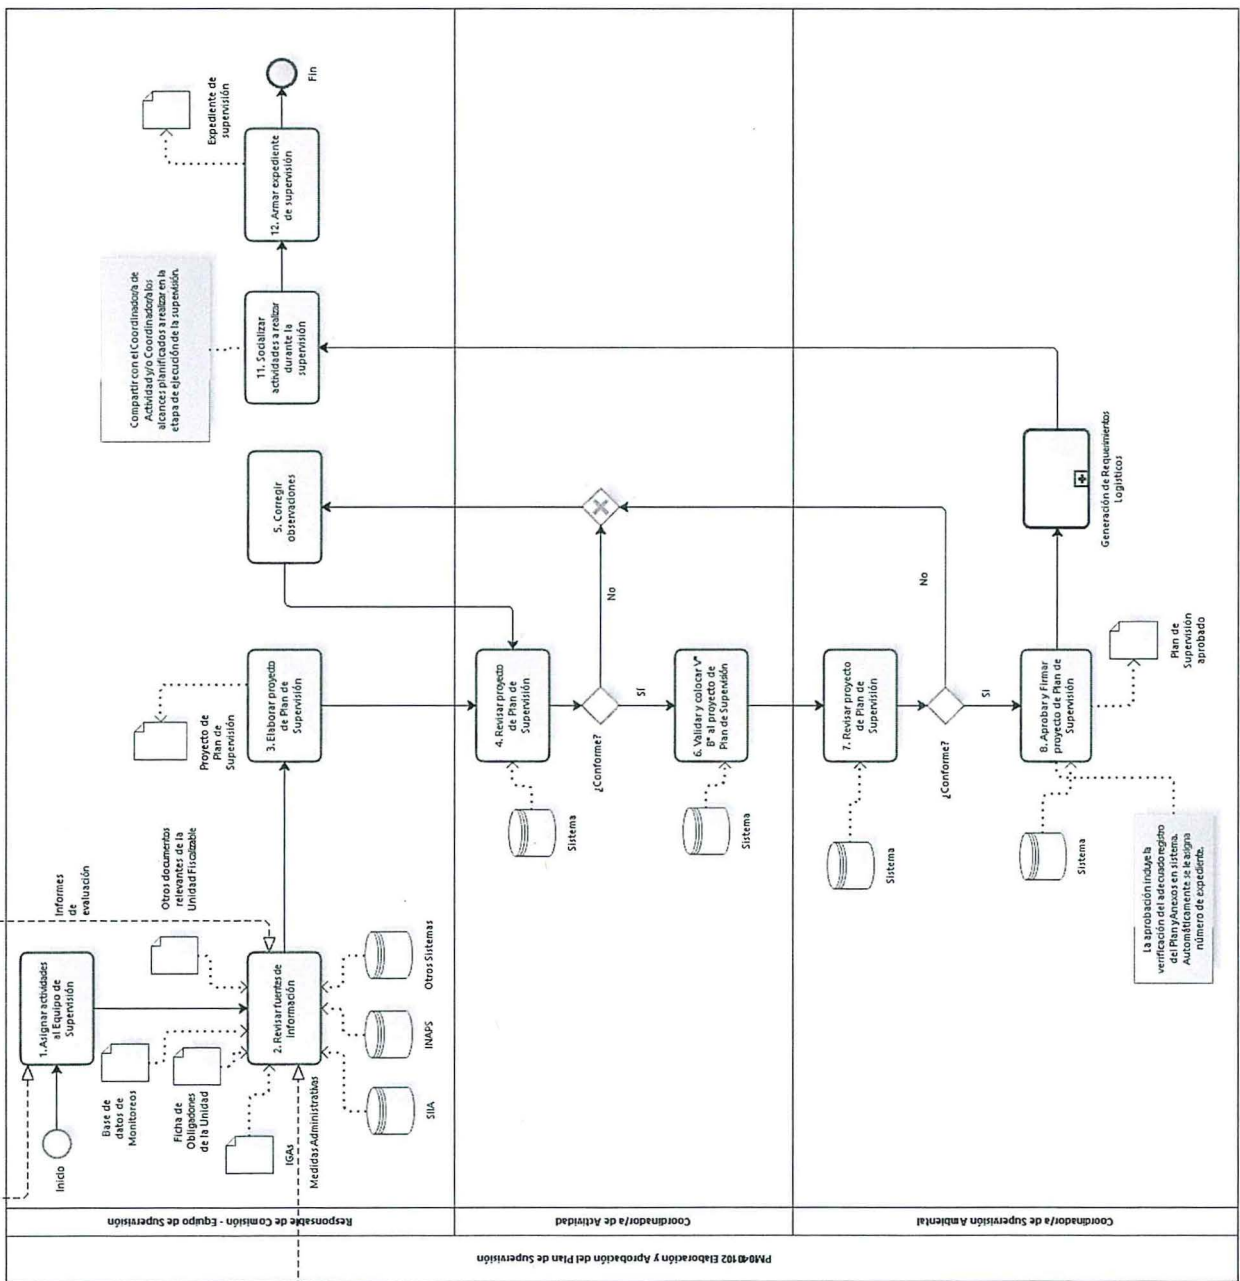 PM040102 Elaboración y Aprobación del Plan de Supervisión
Responsable de Comisión - Equipo de Supervisión
Coordinador/a de Actividad
Coordinador/a de Supervisión Ambiental
Inicio
1. Asignar actividades
al Equipo de
Supervisión
Base de
datos de
Monitoreos
Ficha de
Obligaciones
de la Unidad
IGAs
Medidas Administrativas
2. Revisar fuentes de
información
Informes
de
evaluación
Otros documentos
relevantes de la
Unidad Fiscalizable
SIIA
INAPS
Otros Sistemas
Proyecto de
Plan de
Supervisión
3. Elaborar proyecto
de Plan de
Supervisión
5. Corregir
observaciones
Compartir con el Coordinador/a de
Actividad y/o Coordinador/a los
alcances planificados a realizar en la
etapa de ejecución de la supervisión.
11. Socializar
actividades a realizar
durante la
supervisión
12. Armar expediente
de supervisión
Expediente de
supervisión
Fin
Sistema
4. Revisar proyecto
de Plan de
Supervisión
¿Conforme?
No
Sí
Sistema
6. Validar y colocar V°
B° al proyecto de
Plan de Supervisión
Sistema
7. Revisar proyecto
de Plan de
Supervisión
¿Conforme?
No
Si
Sistema
8. Aprobar y Firmar
proyecto de Plan de
Supervisión
Plan de
Supervisión
aprobado
La aprobación incluye la
verificación del adecuado registro
del Plan y Anexos en sistema.
Automáticamente se le asigna
número de expediente.
Generación de Requerimientos
Logísticos